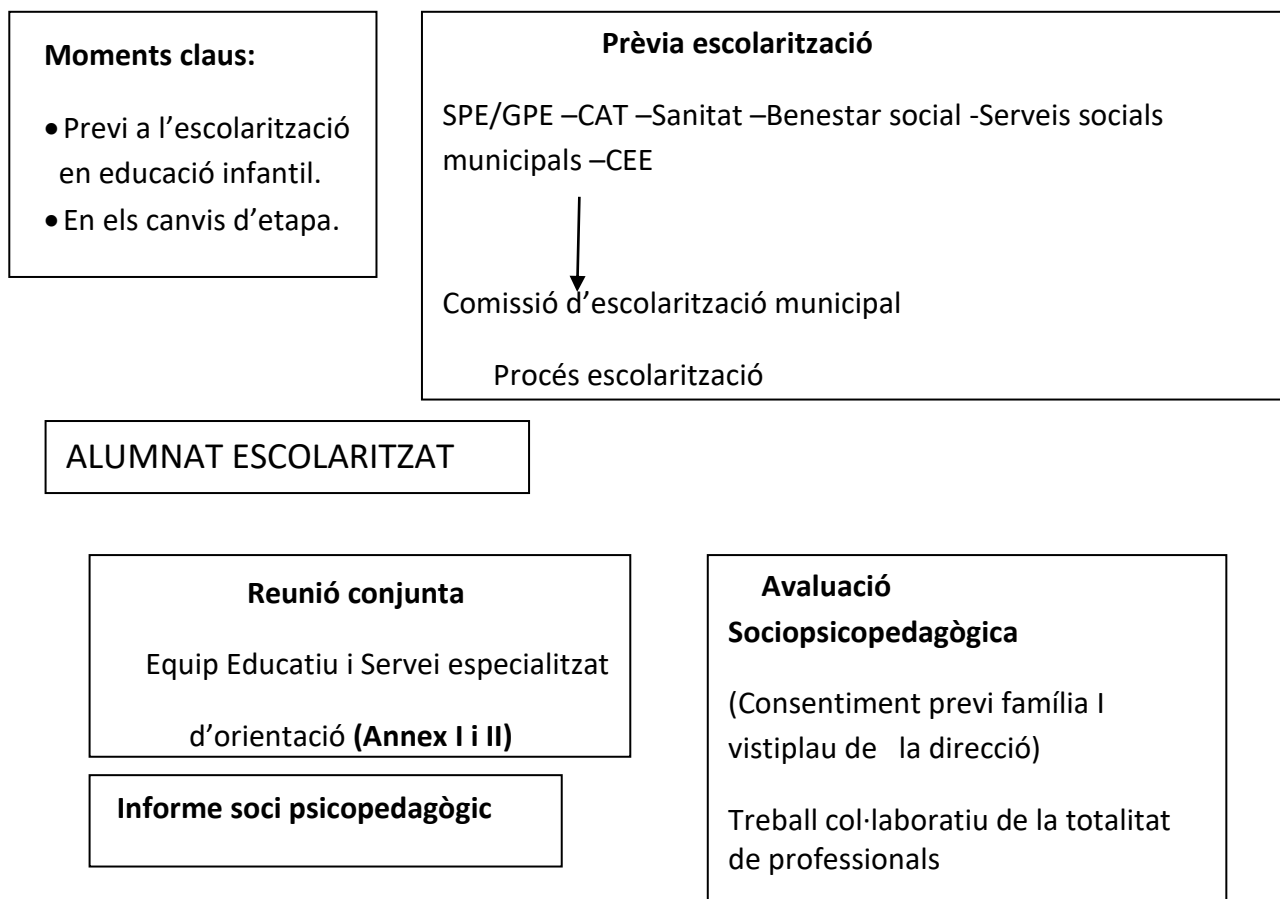 Moments claus:
• Previ a l’escolarització
en educació infantil.
• En els canvis d’etapa.
Prèvia escolarització
SPE/GPE –CAT –Sanitat –Benestar social -Serveis socials
municipals –CEE
Comissió d’escolarització municipal
Procés escolarització
ALUMNAT ESCOLARITZAT
Reunió conjunta
Equip Educatiu i Servei especialitzat
d’orientació (Annex I i II)
Informe soci psicopedagògic
Avaluació
Sociopsicopedagògica
(Consentiment previ família I
vistiplau de la direcció)
Treball col·laboratiu de la totalitat
de professionals